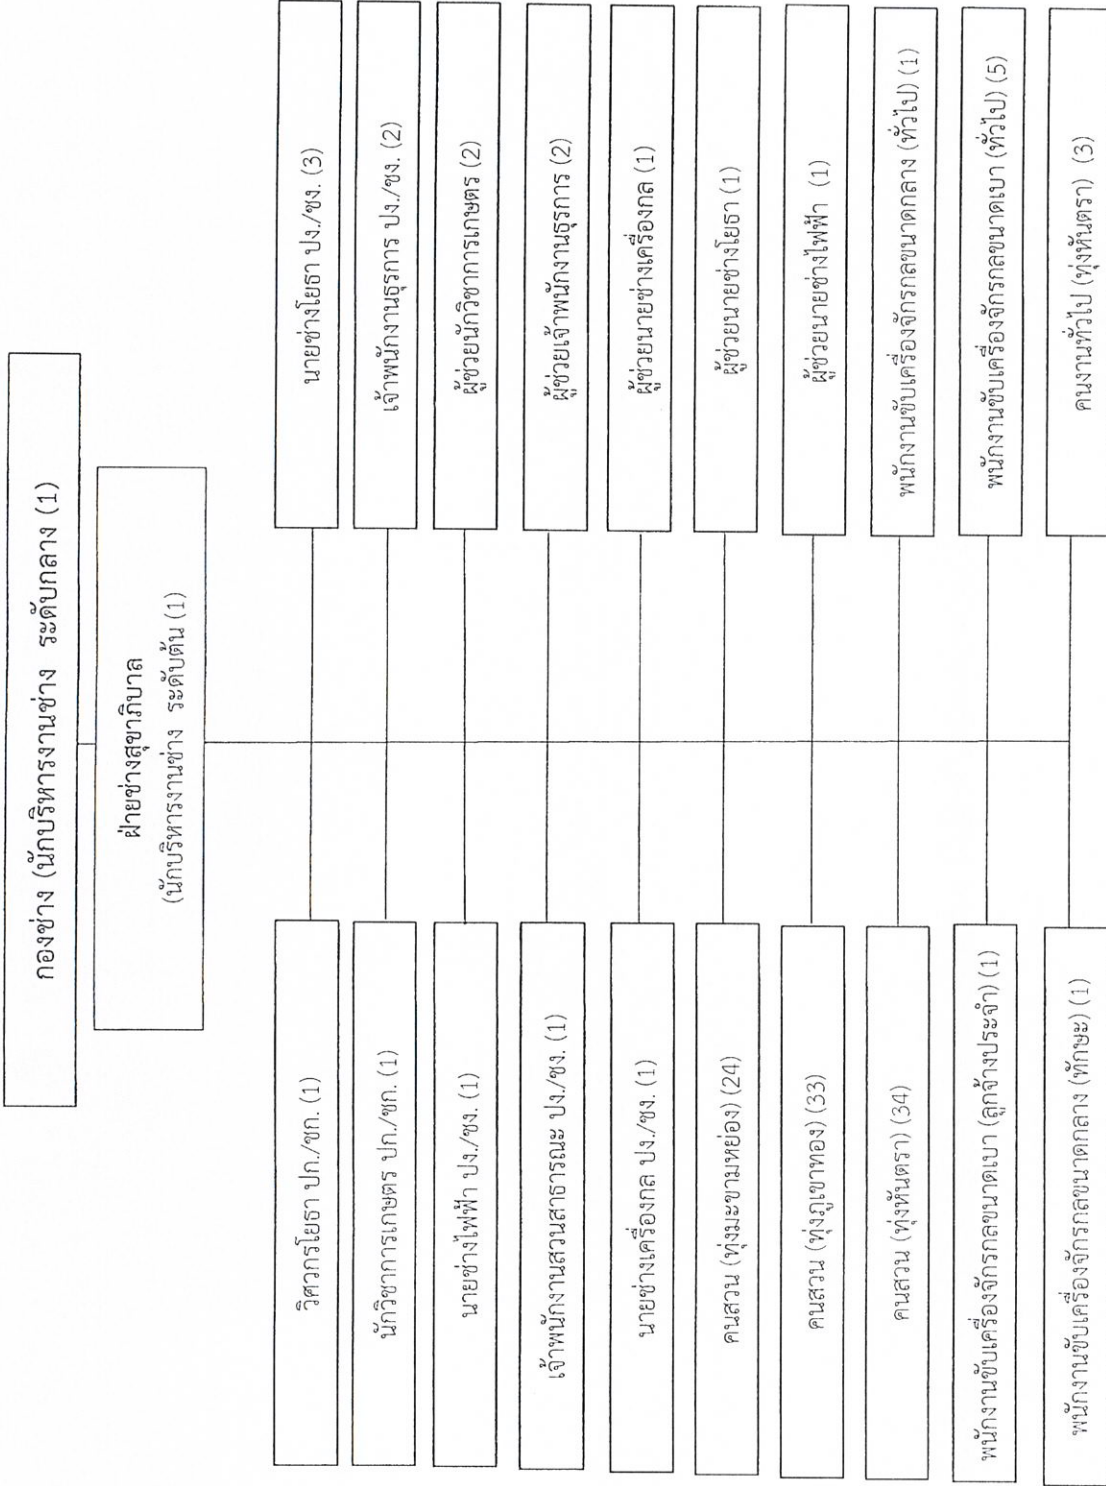 กองช่าง (นักบริหารงานช่าง ระดับกลาง (1)
ฝ่ายช่างสุขาภิบาล
(นักบริหารงานช่าง ระดับต้น (1)
วิศวกรโยธา ปก./ชก. (1)
นายช่างโยธา ปง./ชง. (3)
นักวิชาการเกษตร ปก./ชก. (1)
เจ้าพนักงานธุรการ ปง./ชง. (2)
นายช่างไฟฟ้า ปง./ชง. (1)
ผู้ช่วยนักวิชาการเกษตร (2)
เจ้าพนักงานสวนสาธารณะ ปง./ชง. (1)
ผู้ช่วยเจ้าพนักงานธุรการ (2)
นายช่างเครื่องกล ปง./ชง. (1)
ผู้ช่วยนายช่างเครื่องกล (1)
คนสวน (ทุ่งมะขามหย่อง) (24)
ผู้ช่วยนายช่างโยธา (1)
คนสวน (ทุ่งภูเขาทอง) (33)
ผู้ช่วยนายช่างไฟฟ้า (1)
คนสวน (ทุ่งหันตรา) (34)
พนักงานขับเครื่องจักรกลขนาดกลาง (ทั่วไป) (1)
พนักงานขับเครื่องจักรกลขนาดเบา (ลูกจ้างประจำ) (1)
พนักงานขับเครื่องจักรกลขนาดเบา (ทั่วไป) (5)
พนักงานขับเครื่องจักรกลขนาดกลาง (ทักษะ) (1)
คนงานทั่วไป (ทุ่งหันตรา) (3)